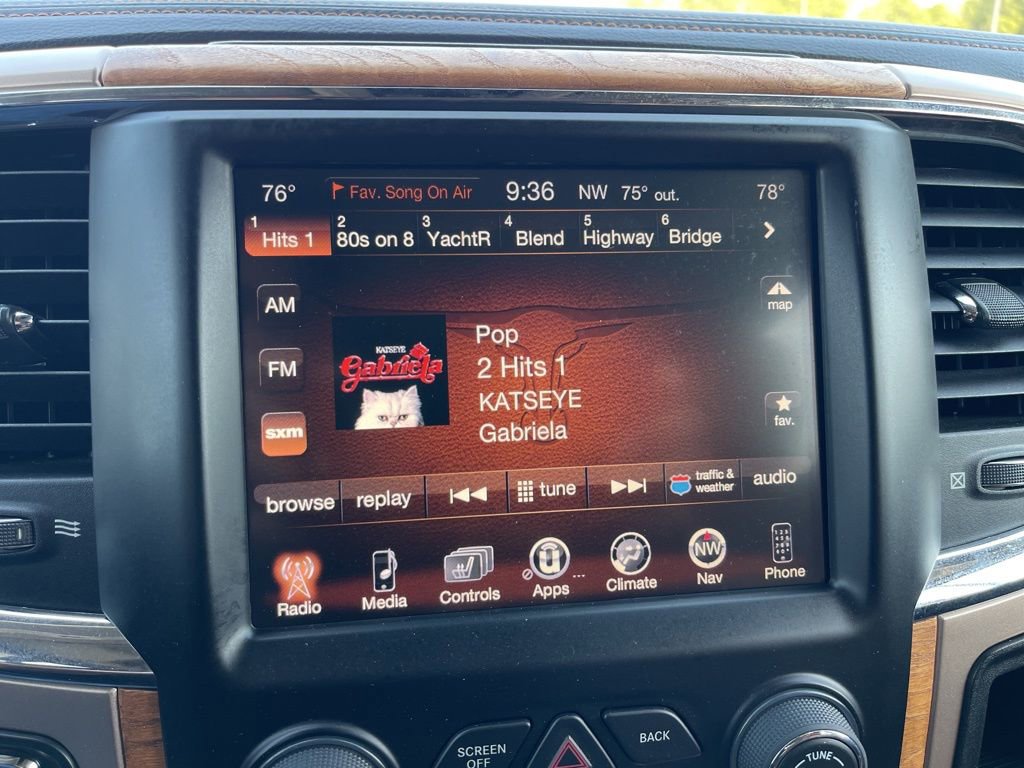 76° Fav. Song On Air 9:36 NW 75° out. 78°
1 Hits 1 2 80s on 8 3 YachtR 4 Blend 5 Highway 6 Bridge
AM
map
KATSEYE
Gabriela
Pop
2 Hits 1
KATSEYE
Gabriela
FM
sxm
fav.
browse replay tune traffic & weather audio
Radio Media Controls U Apps ... Climate NW Nav Phone
SCREEN
OFF
BACK
TUNE